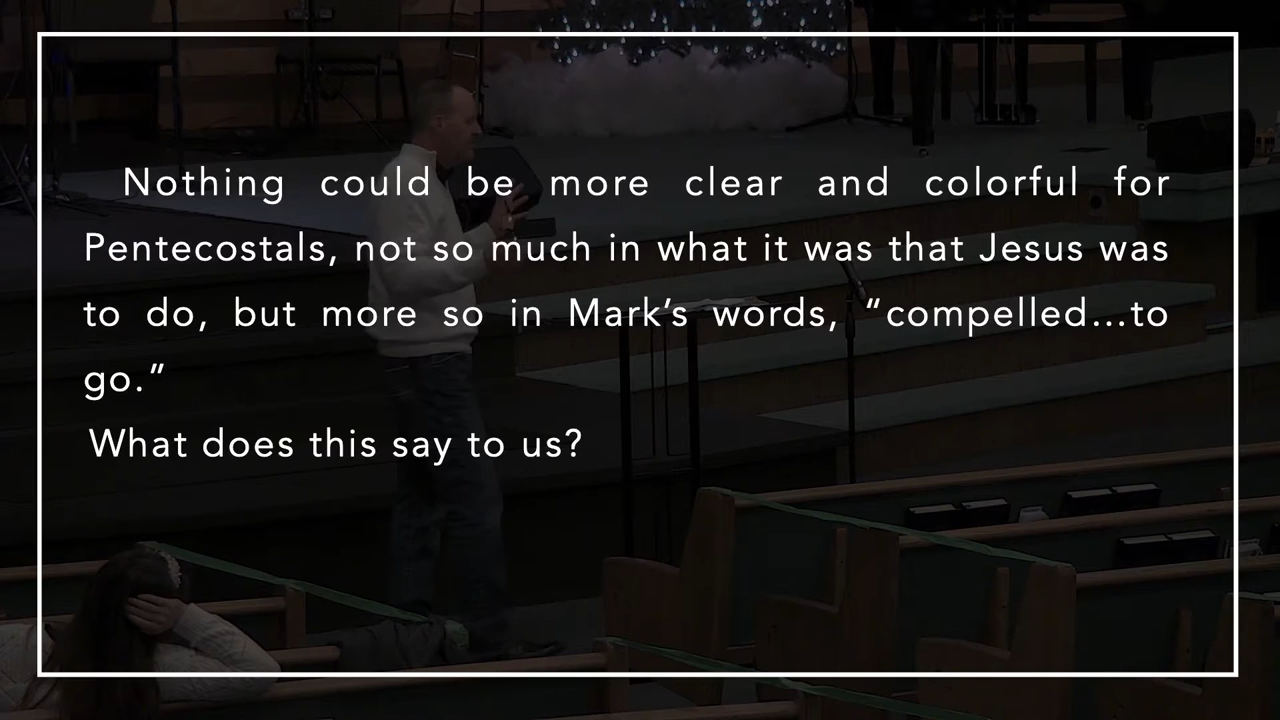 Nothing could be more clear and colorful for
Pentecostals, not so much in what it was that Jesus was
to do, but more so in Mark’s words, “compelled…to
go.”
What does this say to us?